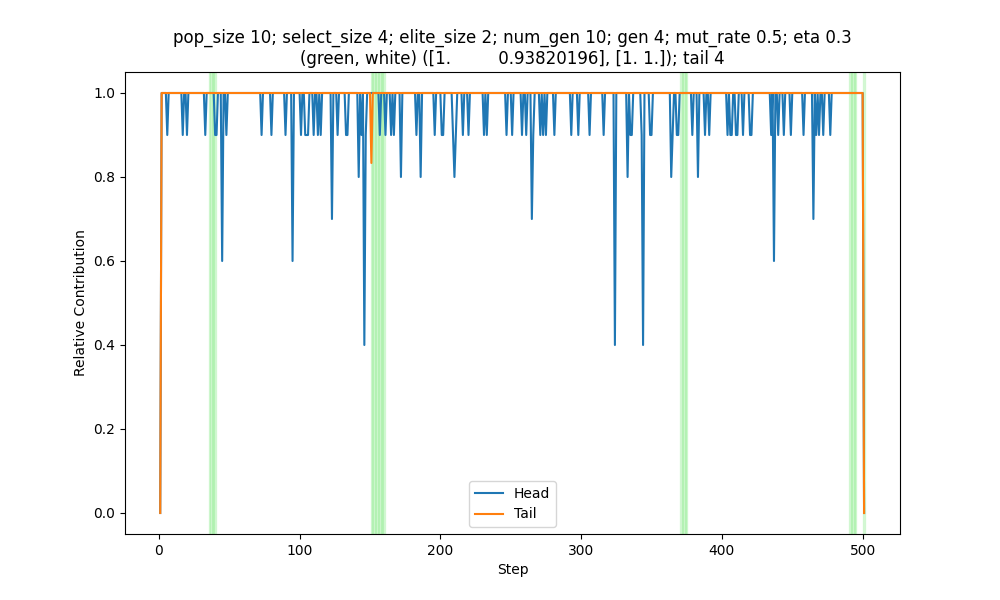 pop_size 10; select_size 4; elite_size 2; num_gen 10; gen 4; mut_rate 0.5; eta 0.3
(green, white) ([1.         0.93820196], [1. 1.]); tail 4
1.0
0.8
0.6
0.4
0.2
0.0
Relative Contribution
Head
Tail
0
100
200
300
400
500
Step